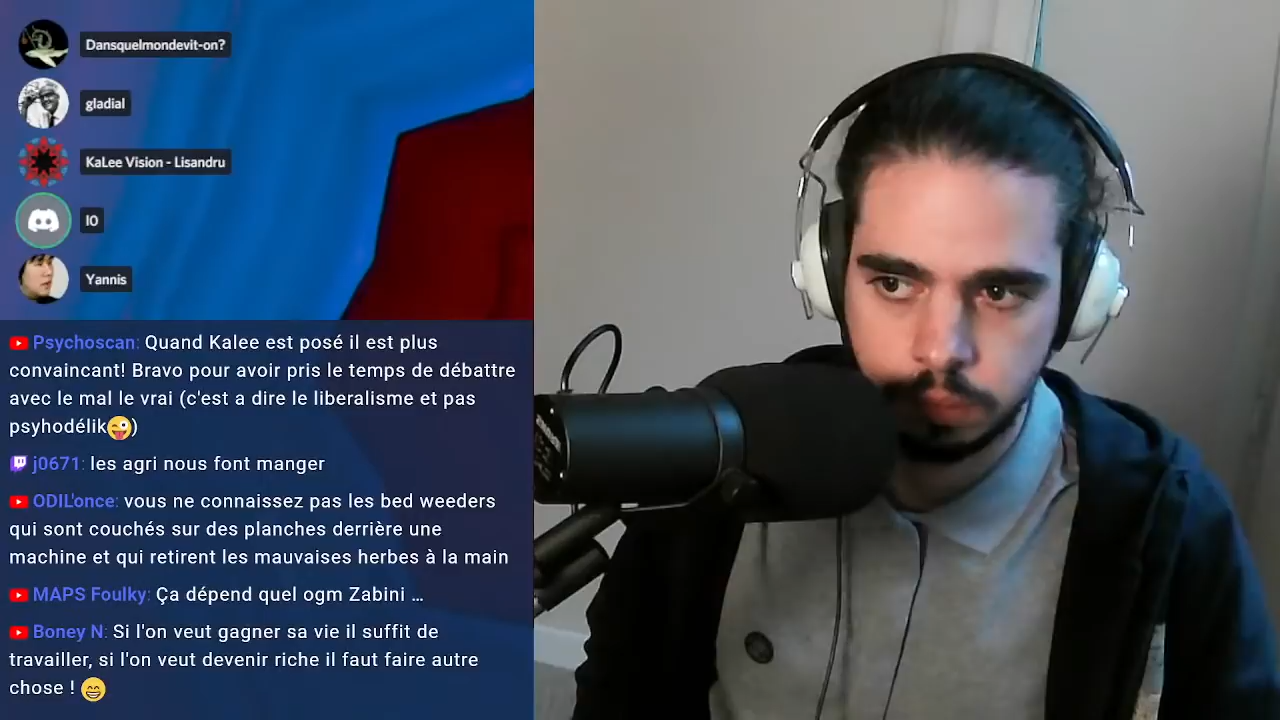 Dansquelmondevit-on?
gladial
KaLee Vision - Lisandru
IO
Yannis
Psychoscan: Quand Kalee est posé il est plus
convaincant! Bravo pour avoir pris le temps de débattre
avec le mal le vrai (c'est a dire le liberalisme et pas
psyhodélik😜)
j0671: les agri nous font manger
ODIL'once: vous ne connaissez pas les bed weeders
qui sont couchés sur des planches derrière une
machine et qui retirent les mauvaises herbes à la main
MAPS Foulky: Ça dépend quel ogm Zabini ...
Boney N: Si l'on veut gagner sa vie il suffit de
travailler, si l'on veut devenir riche il faut faire autre
chose ! 😄